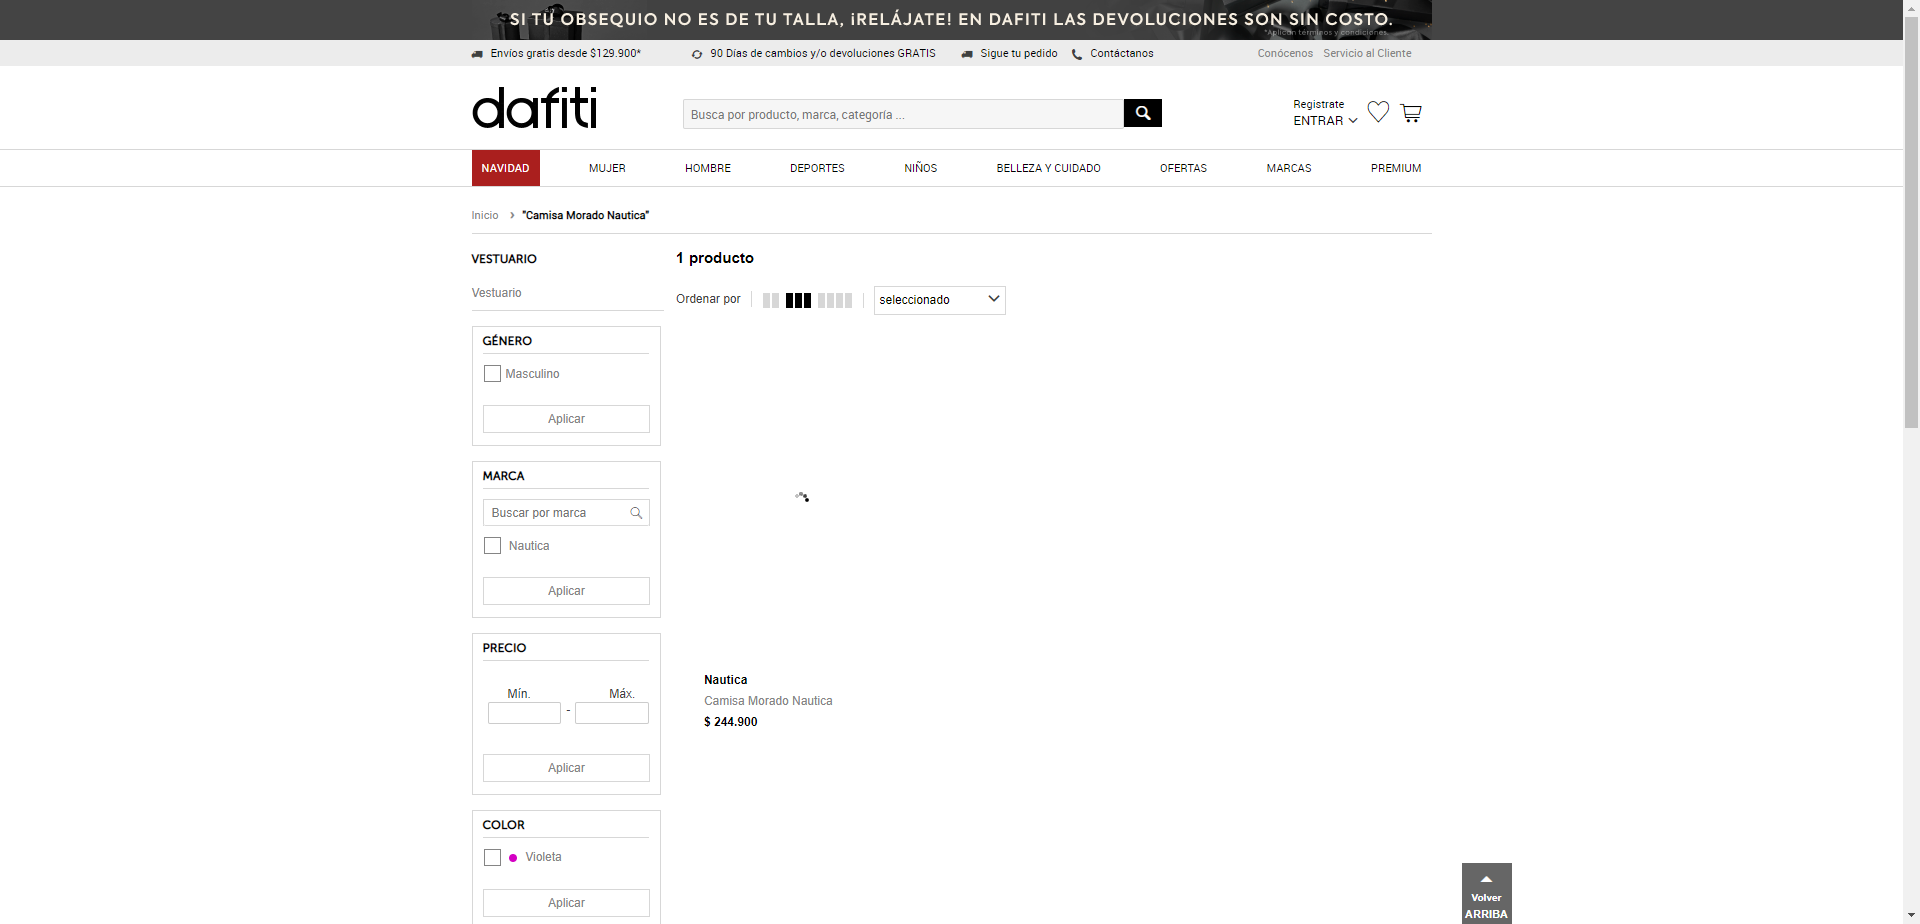 SI TU OBSEQUIO NO ES DE TU TALLA, ¡RELÁJATE! EN DAFITI LAS DEVOLUCIONES SON SIN COSTO.
*Aplican términos y condiciones.
Envíos gratis desde $129.900*
90 Días de cambios y/o devoluciones GRATIS
Sigue tu pedido
Contáctanos
Conócenos
Servicio al Cliente
dafiti
Busca por producto, marca, categoría ...
Registrate
ENTRAR
NAVIDAD
MUJER
HOMBRE
DEPORTES
NIÑOS
BELLEZA Y CUIDADO
OFERTAS
MARCAS
PREMIUM
Inicio › "Camisa Morado Nautica"
VESTUARIO
Vestuario
1 producto
Ordenar por
seleccionado
GÉNERO
Masculino
Aplicar
MARCA
Buscar por marca
Nautica
Aplicar
PRECIO
Mín.
Máx.
-
Aplicar
COLOR
Violeta
Aplicar
Nautica
Camisa Morado Nautica
$ 244.900
Volver
ARRIBA